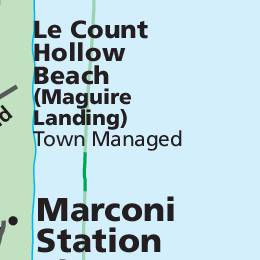 Le Count
Hollow
Beach
(Maguire
Landing)
Town Managed
Marconi
Station